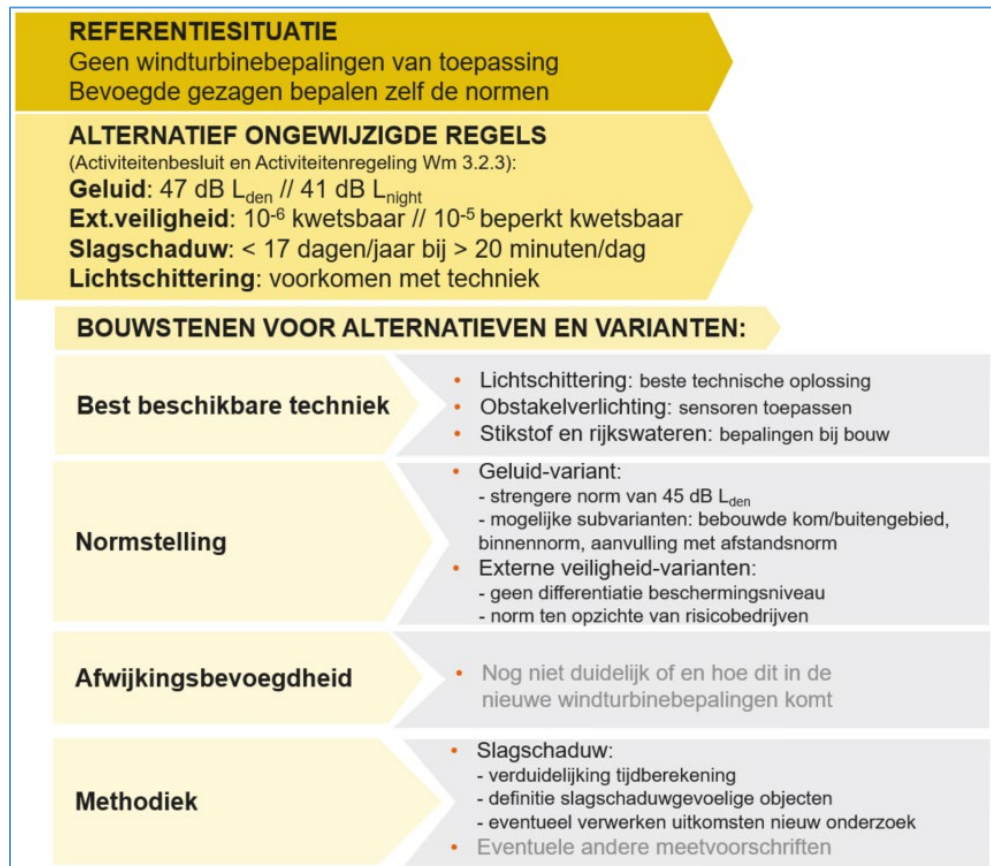 REFERENTIESITUATIE
Geen windturbinebepalingen van toepassing
Bevoegde gezagen bepalen zelf de normen
ALTERNATIEF ONGEWIJZIGDE REGELS
(Activiteitenbesluit en Activiteitenregeling Wm 3.2.3):
Geluid: 47 dB Lden // 41 dB Lnight
Ext.veiligheid: 10-6 kwetsbaar // 10-5 beperkt kwetsbaar
Slagschaduw: < 17 dagen/jaar bij > 20 minuten/dag
Lichtschittering: voorkomen met techniek
BOUWSTENEN VOOR ALTERNATIEVEN EN VARIANTEN:
Best beschikbare techniek
• Lichtschittering: beste technische oplossing
• Obstakelverlichting: sensoren toepassen
• Stikstof en rijkswateren: bepalingen bij bouw
Normstelling
• Geluid-variant:
- strengere norm van 45 dB Lden
- mogelijke subvarianten: bebouwde kom/buitengebied,
binnennorm, aanvulling met afstandsnorm
• Externe veiligheid-varianten:
- geen differentiatie beschermingsniveau
- norm ten opzichte van risicobedrijven
Afwijkingsbevoegdheid
• Nog niet duidelijk of en hoe dit in de
nieuwe windturbinebepalingen komt
Methodiek
• Slagschaduw:
- verduidelijking tijdberekening
- definitie slagschaduwgevoelige objecten
- eventueel verwerken uitkomsten nieuw onderzoek
• Eventuele andere meetvoorschriften